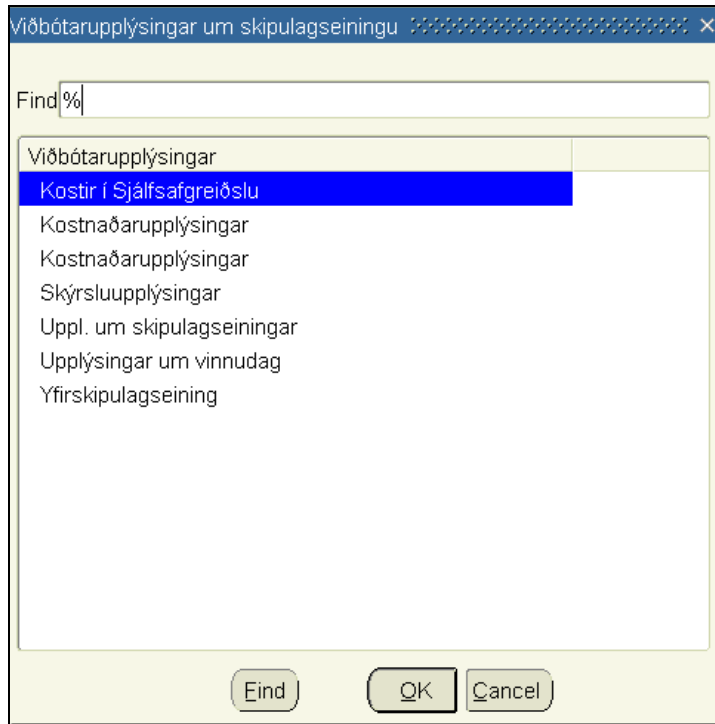 Viðbótarupplýsingar um skipulagseiningu
Find %
Viðbótarupplýsingar
Kostir í Sjálfsafgreiðslu
Kostnaðarupplýsingar
Kostnaðarupplýsingar
Skýrsluupplýsingar
Uppl. um skipulagseiningar
Upplýsingar um vinnudag
Yfirskipulagseining
Find OK Cancel